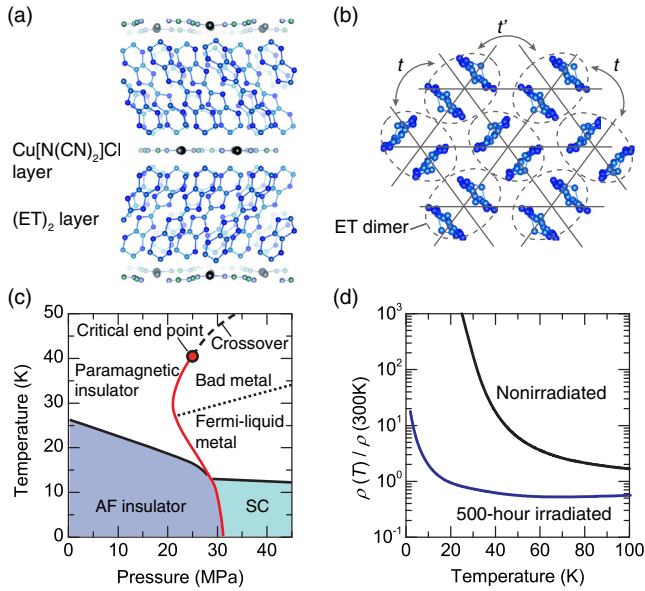 (a)
(b)
t'
t
t
Cu[N(CN)2]Cl
layer
(ET)2 layer
ET dimer
(c)
50
40
30
20
10
0
Temperature (K)
Critical end point
Crossover
Paramagnetic
insulator
Bad metal
Fermi-liquid
metal
AF insulator
SC
0
10
20
30
40
Pressure (MPa)
(d)
10^3
10^2
10^1
10^0
10^-1
ρ (T) / ρ (300K)
Nonirradiated
500-hour irradiated
0
20
40
60
80
100
Temperature (K)